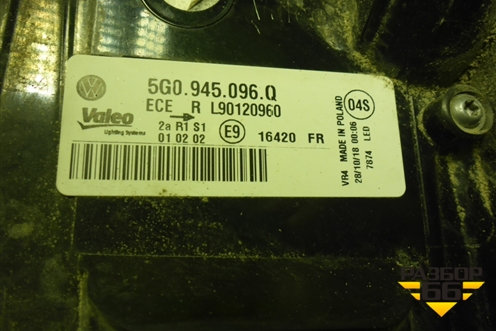 5G0.945.096.Q
ECE → R L90120960
Valeo
Lighting Systems
2a R1 S1
01 02 02
E9
16420 FR
04S
VR4 MADE IN POLAND
28/10/18 00:06
7874 LED
РАЗБОР
66